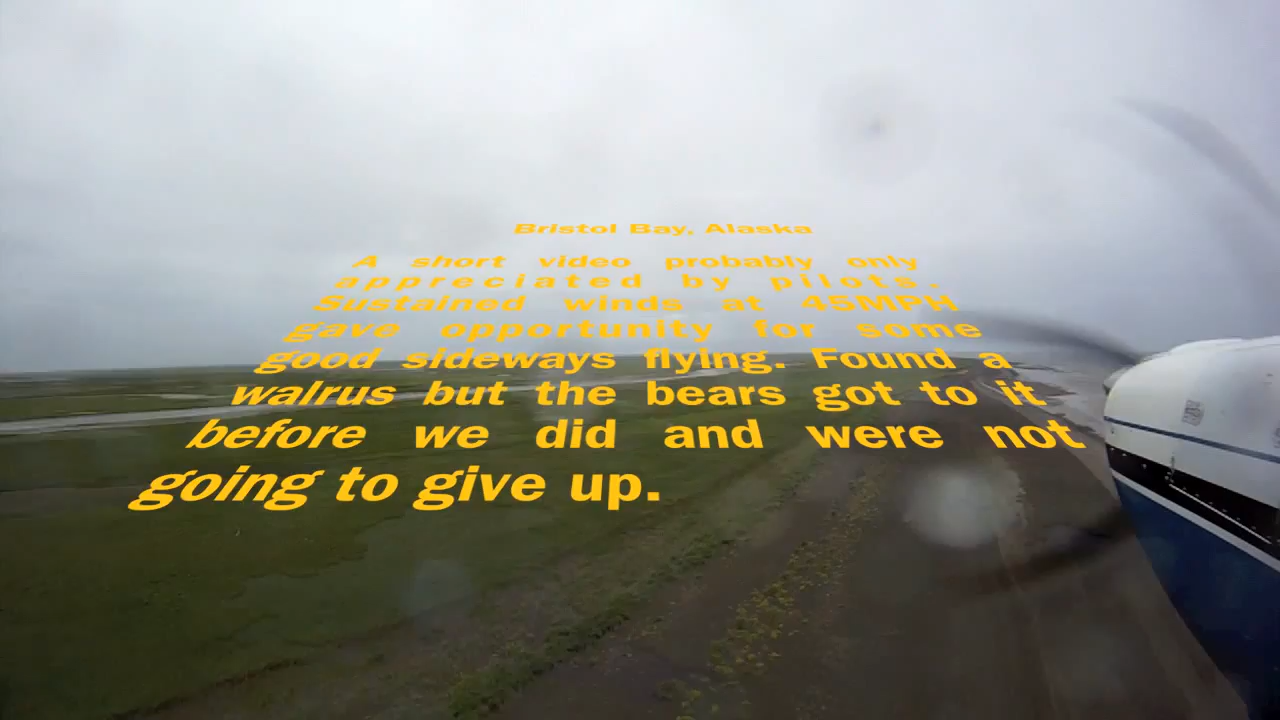 Bristol Bay, Alaska
A short video probably only
appreciated by pilots.
Sustained winds at 45MPH
gave opportunity for some
good sideways flying. Found a
walrus but the bears got to it
before we did and were not
going to give up.